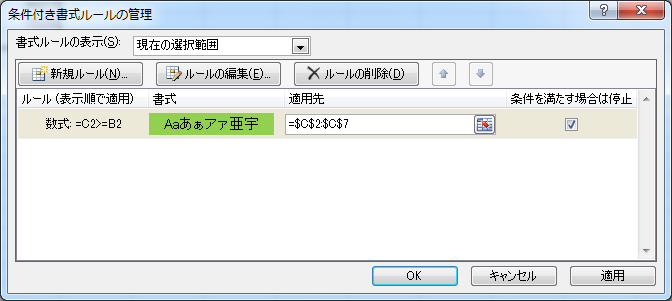 条件付き書式ルールの管理
書式ルールの表示(S): 現在の選択範囲
新規ルール(N)... ルールの編集(E)... ルールの削除(D)
ルール (表示順で適用) 書式 適用先 条件を満たす場合は停止
数式: =C2>=B2 Aaあぁアァ亜宇 =$C$2:$C$7
OK キャンセル 適用